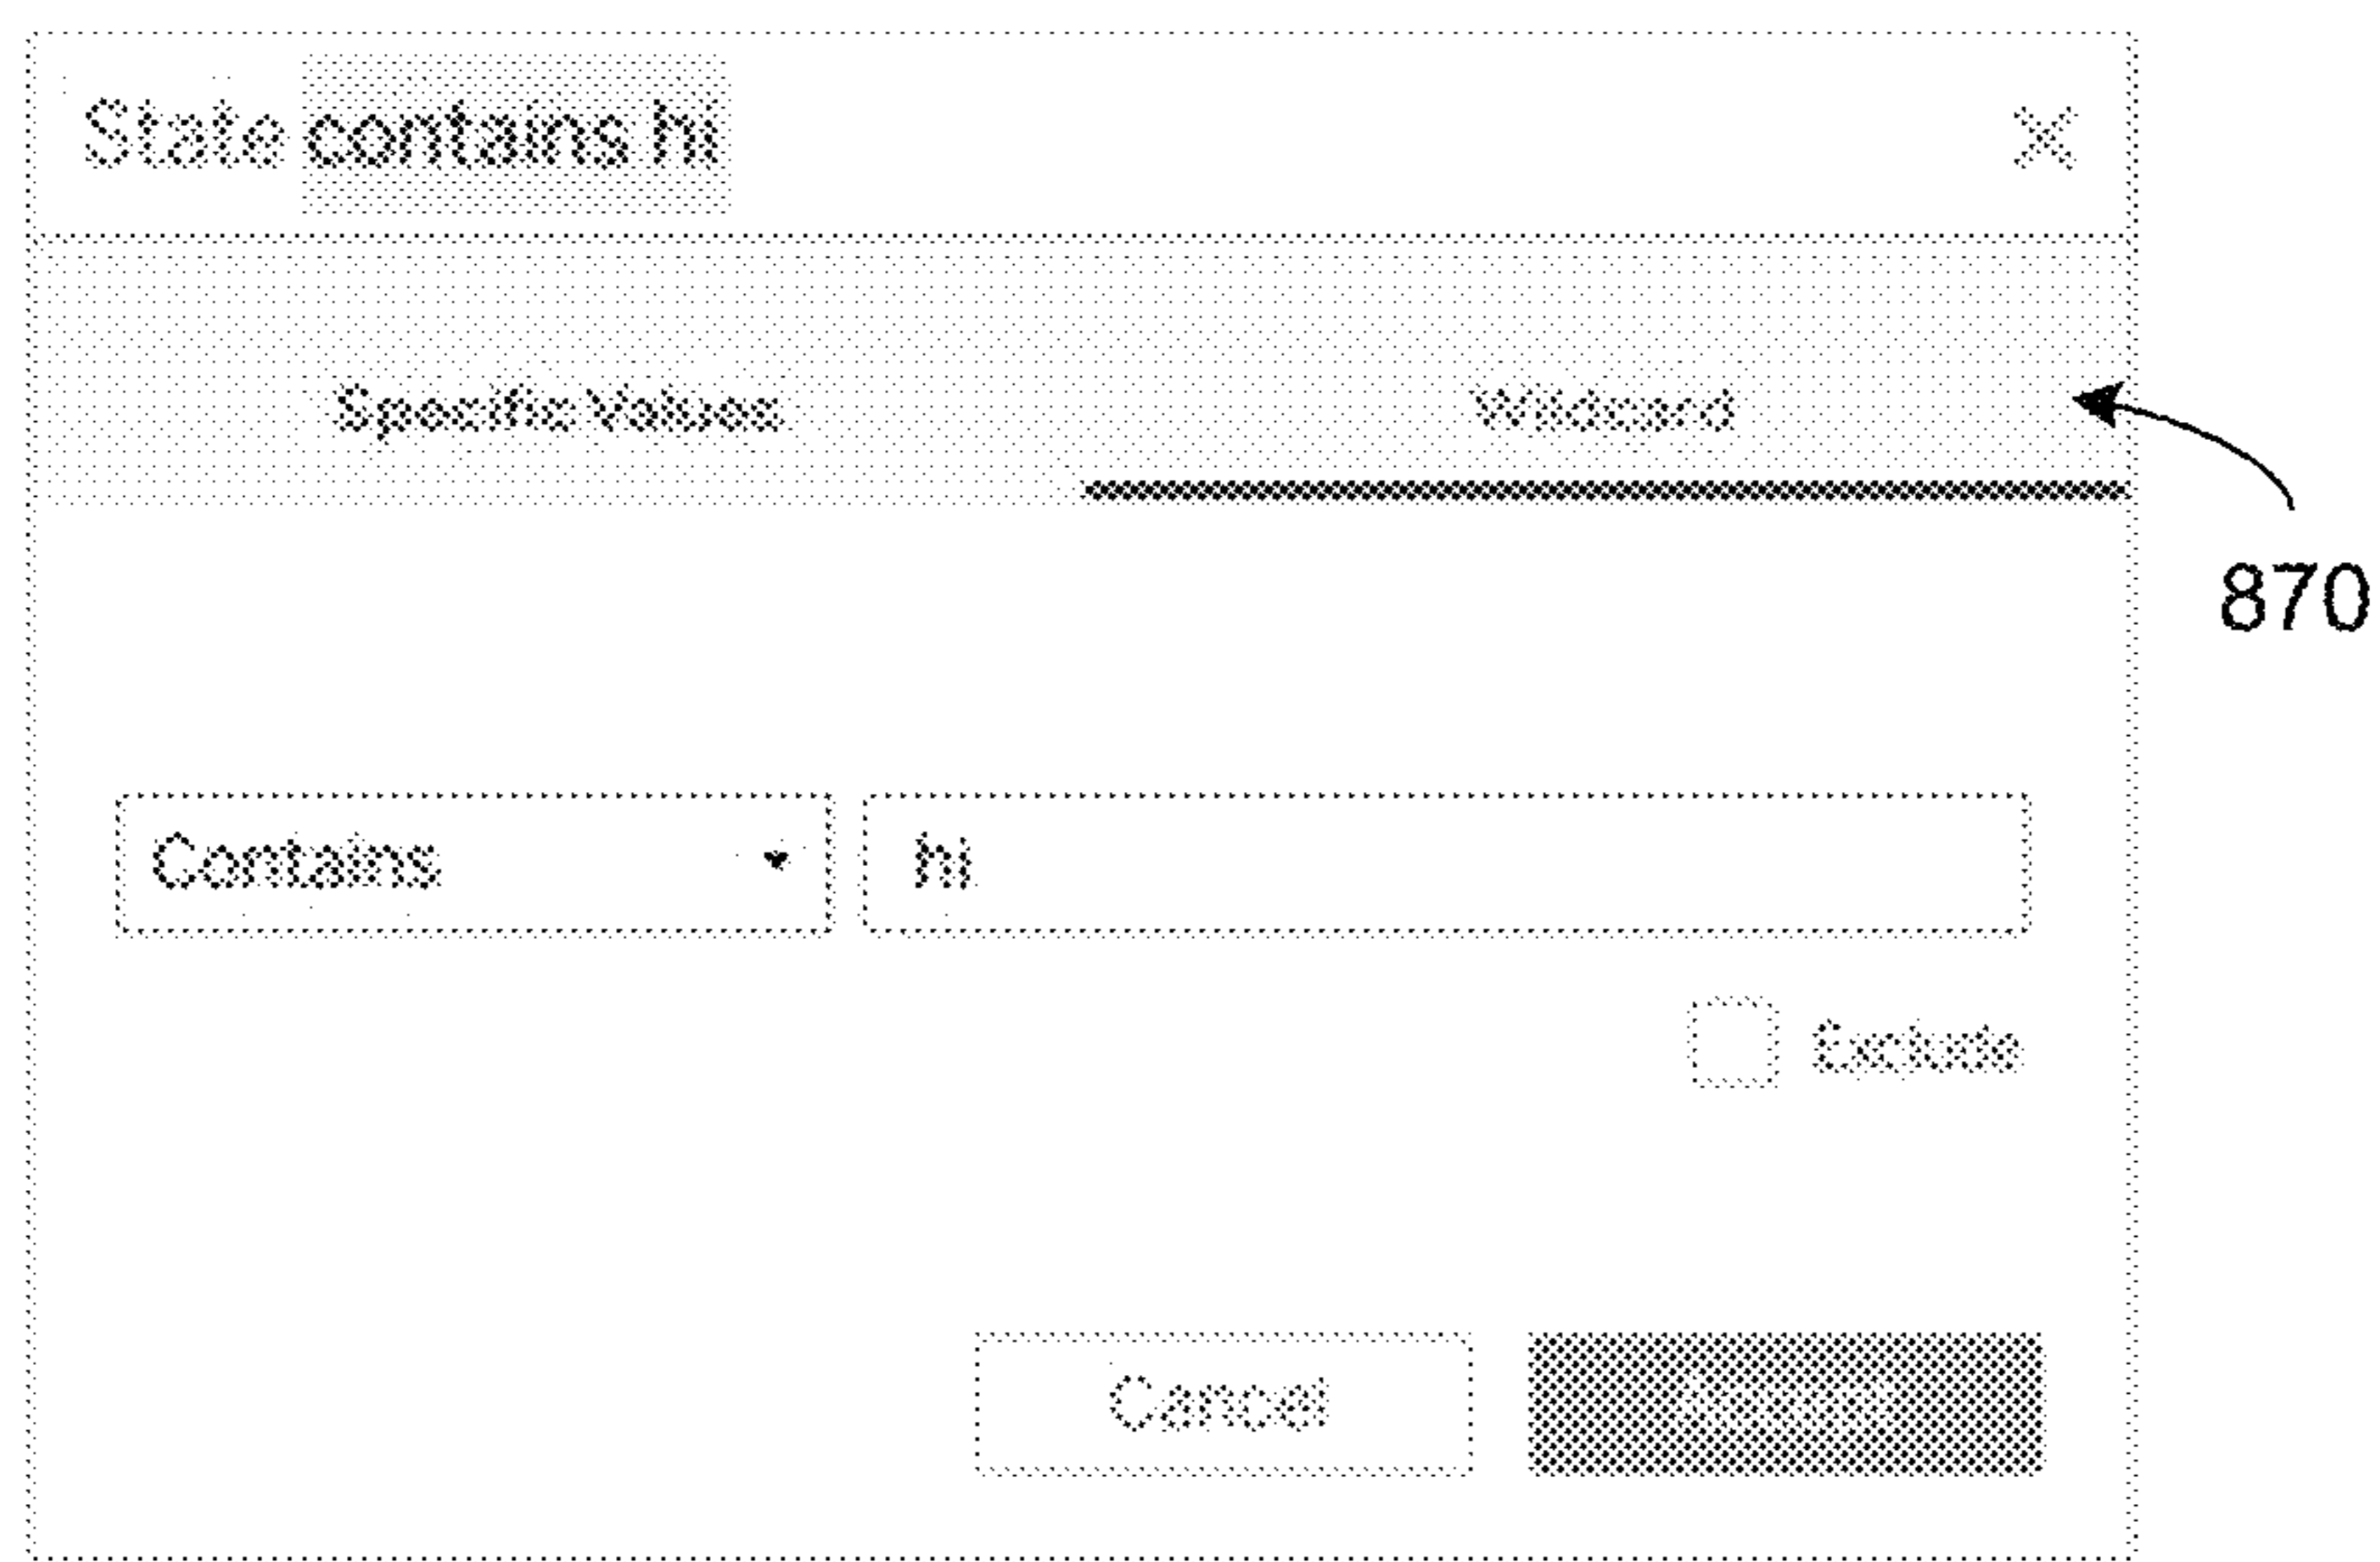 State contains hi
Specific Values Wildcard
870
Contains hi
Exclude
Cancel